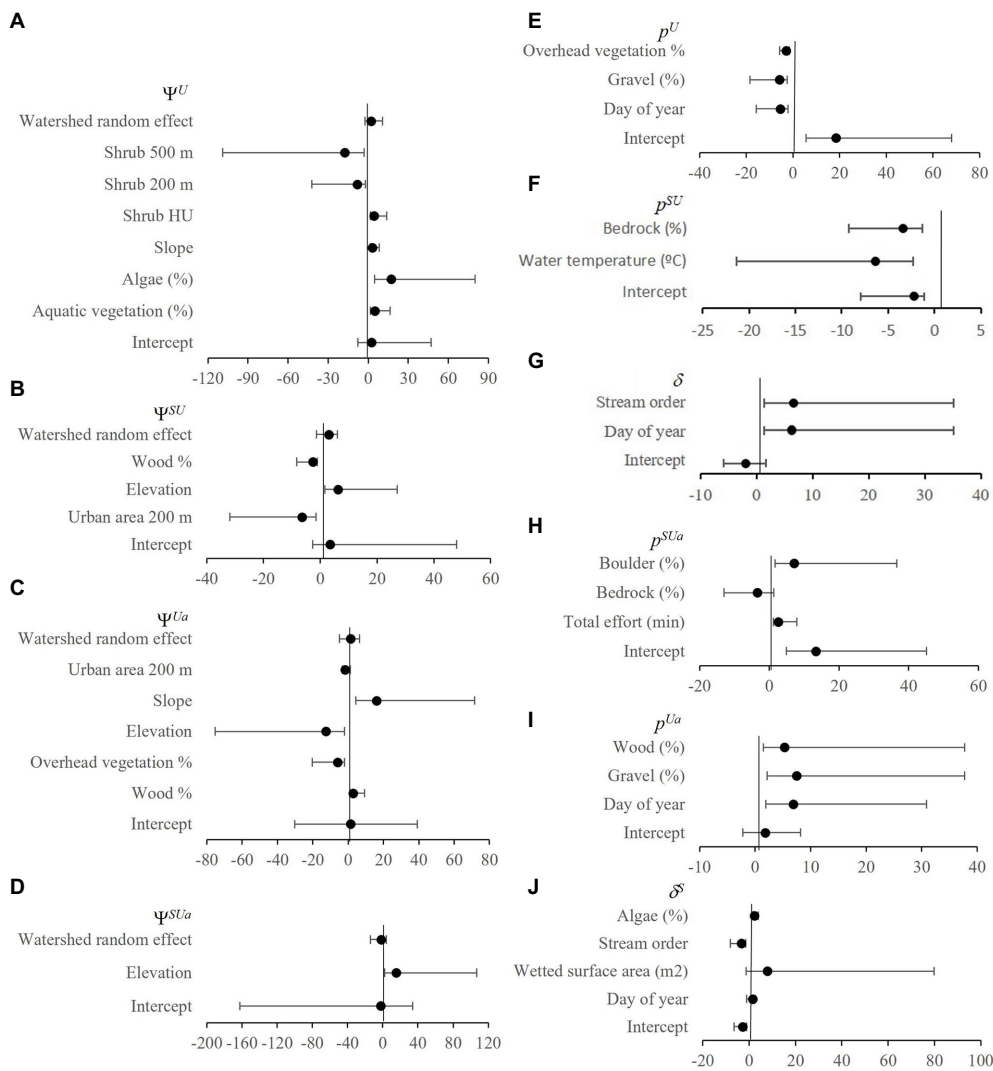 A
Ψ^U
Watershed random effect
Shrub 500 m
Shrub 200 m
Shrub HU
Slope
Algae (%)
Aquatic vegetation (%)
Intercept
-120 -90 -60 -30 0 30 60 90
B
Ψ^SU
Watershed random effect
Wood %
Elevation
Urban area 200 m
Intercept
-40 -20 0 20 40 60
C
Ψ^Ua
Watershed random effect
Urban area 200 m
Slope
Elevation
Overhead vegetation %
Wood %
Intercept
-80 -60 -40 -20 0 20 40 60 80
D
Ψ^SUa
Watershed random effect
Elevation
Intercept
-200 -160 -120 -80 -40 0 40 80 120
E
p^U
Overhead vegetation %
Gravel (%)
Day of year
Intercept
-40 -20 0 20 40 60 80
F
p^SU
Bedrock (%)
Water temperature (ºC)
Intercept
-25 -20 -15 -10 -5 0 5
G
δ
Stream order
Day of year
Intercept
-10 0 10 20 30 40
H
p^SUa
Boulder (%)
Bedrock (%)
Total effort (min)
Intercept
-20 0 20 40 60
I
p^Ua
Wood (%)
Gravel (%)
Day of year
Intercept
-10 0 10 20 30 40
J
δ^S
Algae (%)
Stream order
Wetted surface area (m2)
Day of year
Intercept
-20 0 20 40 60 80 100